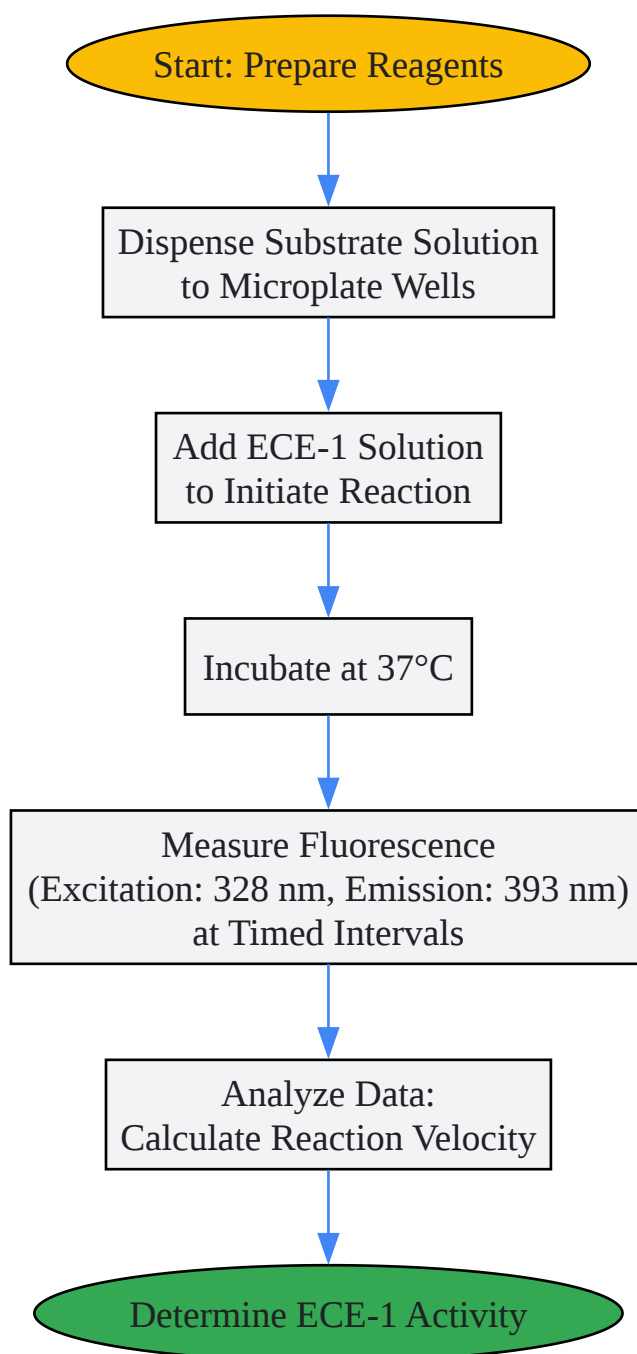 Start: Prepare Reagents
Dispense Substrate Solution
to Microplate Wells
Add ECE-1 Solution
to Initiate Reaction
Incubate at 37°C
Measure Fluorescence
(Excitation: 328 nm, Emission: 393 nm)
at Timed Intervals
Analyze Data:
Calculate Reaction Velocity
Determine ECE-1 Activity